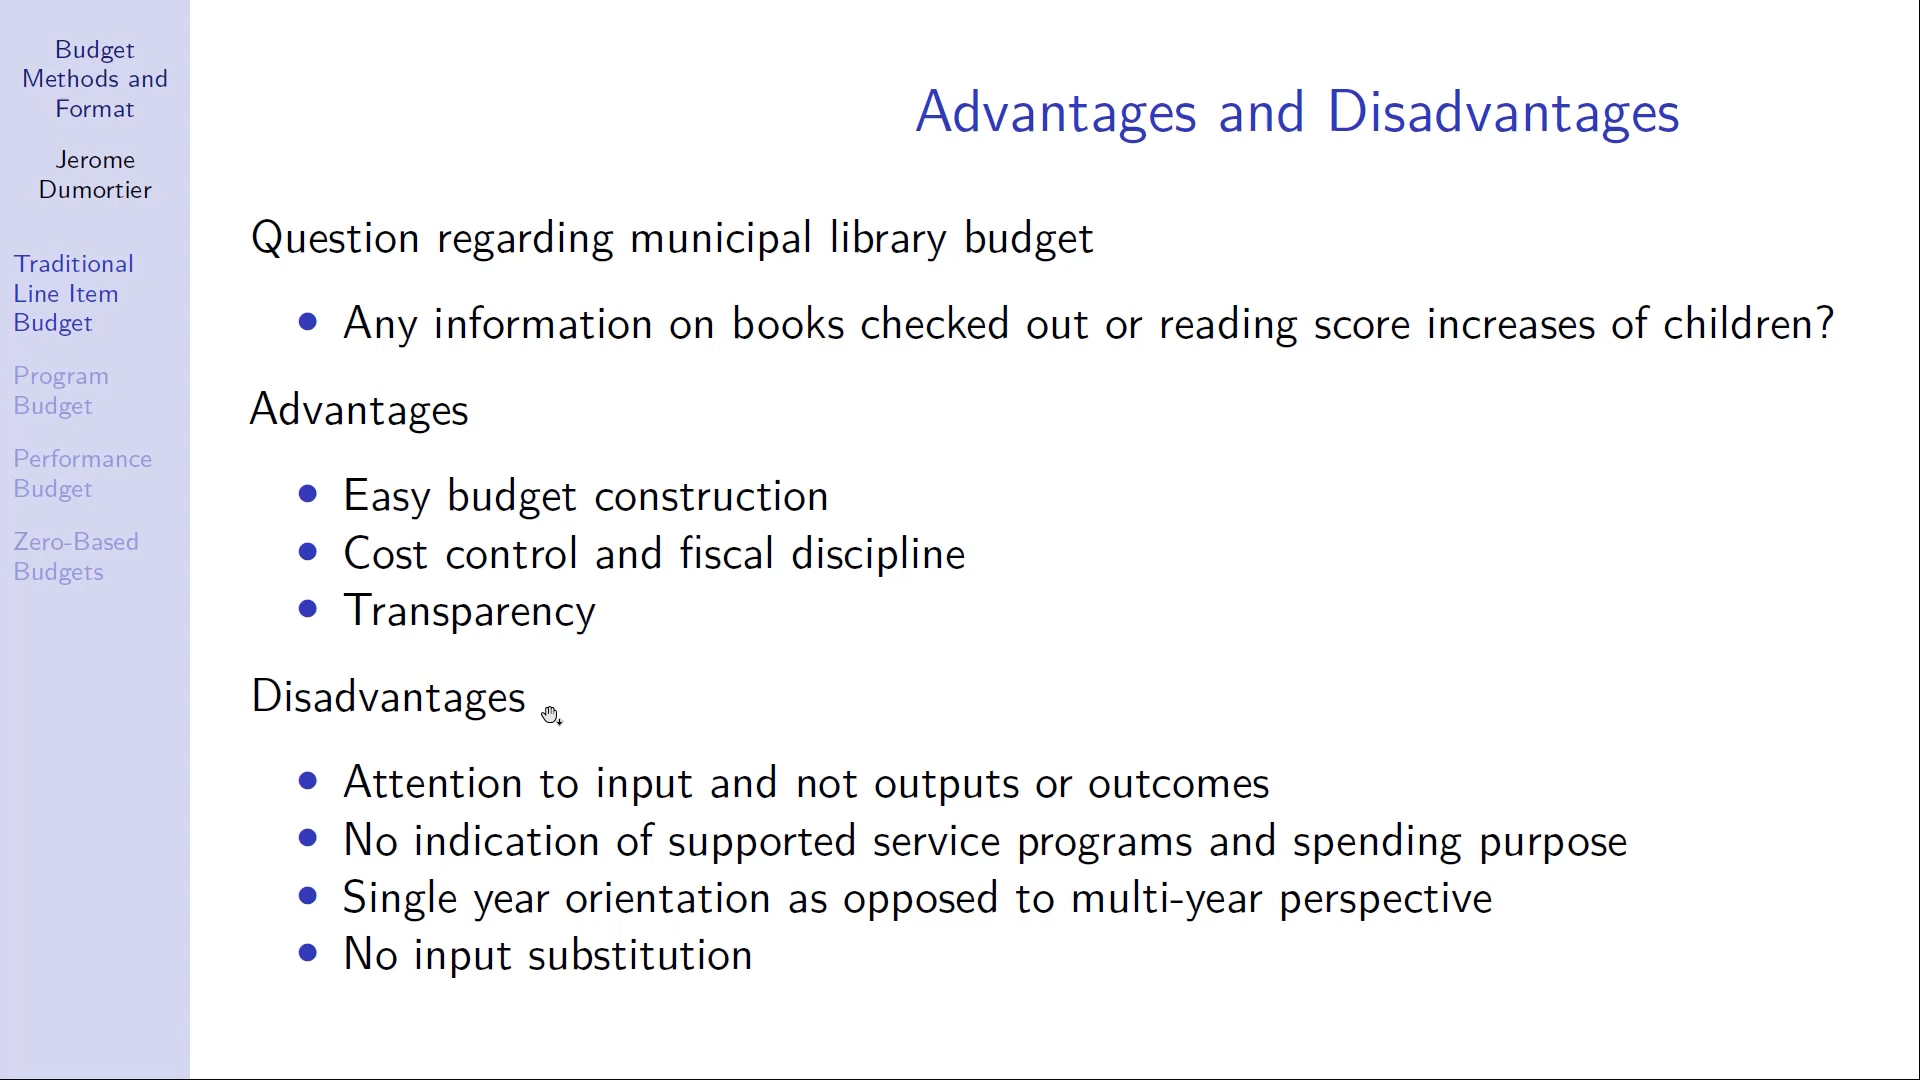 Budget
Methods and
Format
Jerome
Dumortier
Traditional
Line Item
Budget
Program
Budget
Performance
Budget
Zero-Based
Budgets
Advantages and Disadvantages
Question regarding municipal library budget
• Any information on books checked out or reading score increases of children?
Advantages
• Easy budget construction
• Cost control and fiscal discipline
• Transparency
Disadvantages
• Attention to input and not outputs or outcomes
• No indication of supported service programs and spending purpose
• Single year orientation as opposed to multi-year perspective
• No input substitution